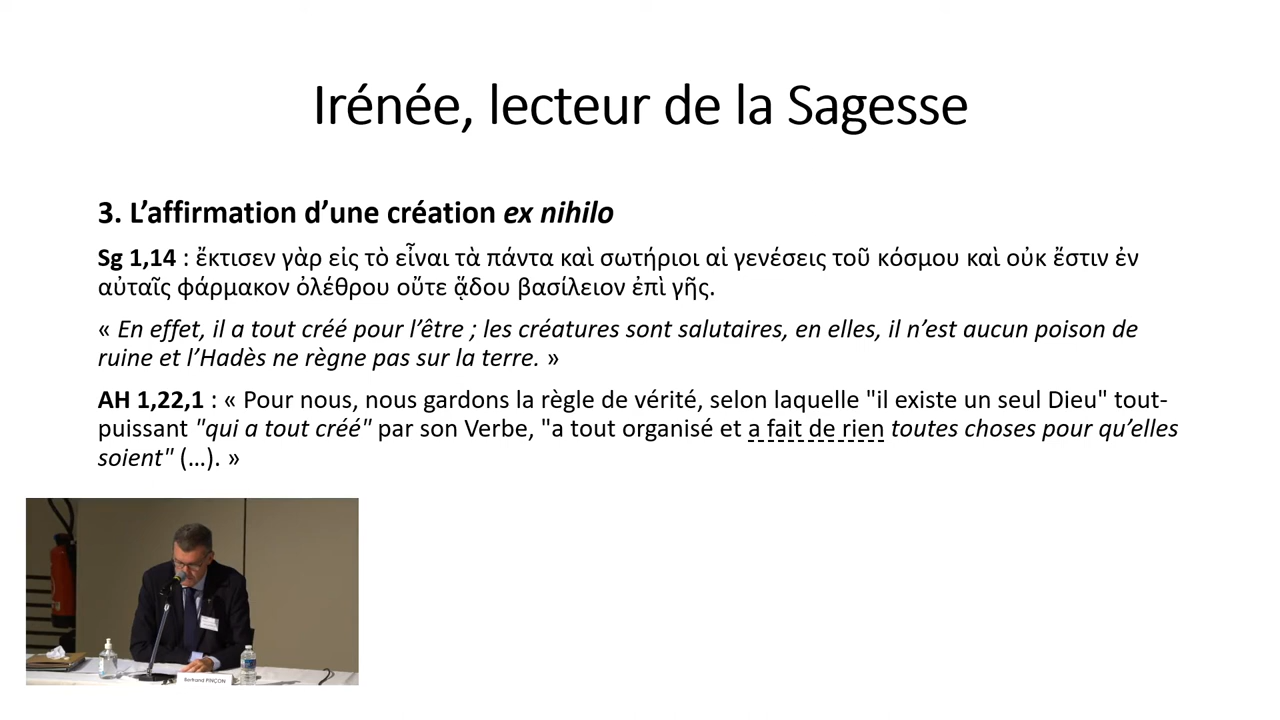 Irénée, lecteur de la Sagesse
3. L’affirmation d’une création ex nihilo
Sg 1,14 : ἔκτισεν γὰρ εἰς τὸ εἶναι τὰ πάντα καὶ σωτήριοι αἱ γενέσεις τοῦ κόσμου καὶ οὐκ ἔστιν ἐν
αὐταῖς φάρμακον ὀλέθρου οὔτε ᾅδου βασίλειον ἐπὶ γῆς.
« En effet, il a tout créé pour l’être ; les créatures sont salutaires, en elles, il n’est aucun poison de
ruine et l’Hadès ne règne pas sur la terre. »
AH 1,22,1 : « Pour nous, nous gardons la règle de vérité, selon laquelle "il existe un seul Dieu" tout-
puissant "qui a tout créé" par son Verbe, "a tout organisé et a fait de rien toutes choses pour qu’elles
soient" (…). »
Bertrand PINÇON